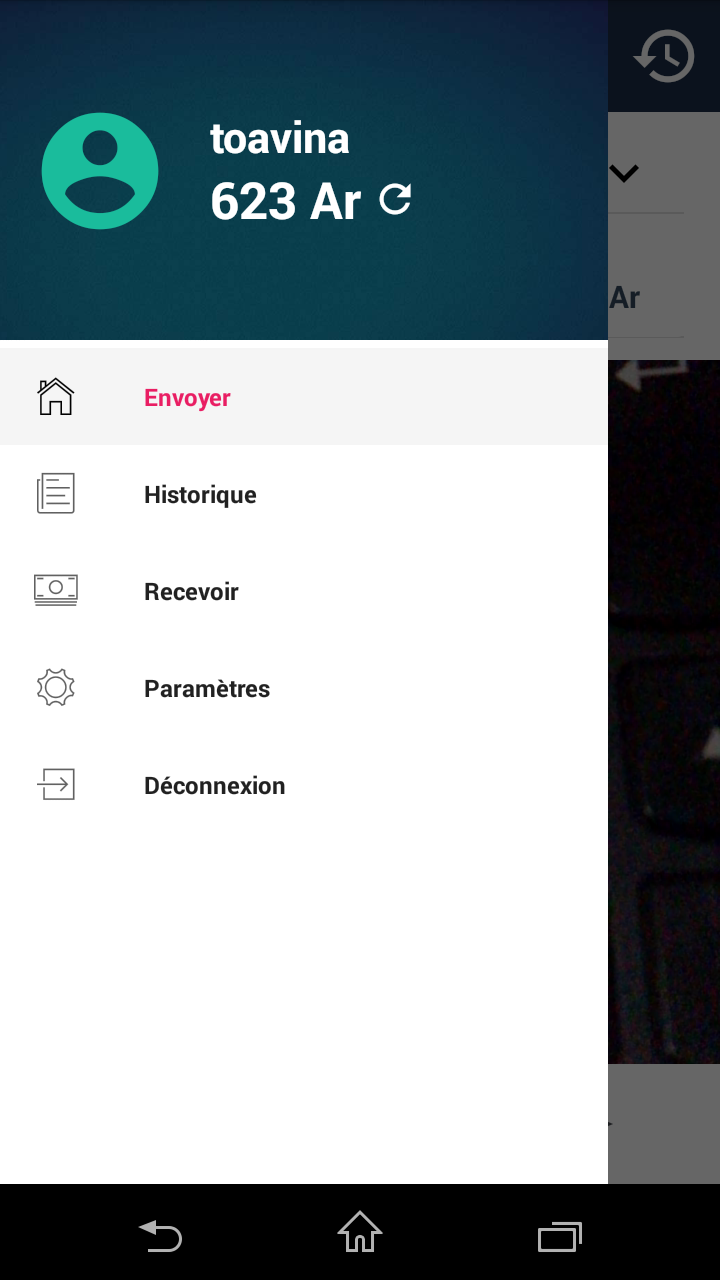 toavina
623 Ar
Ar
Envoyer
Historique
Recevoir
Paramètres
Déconnexion